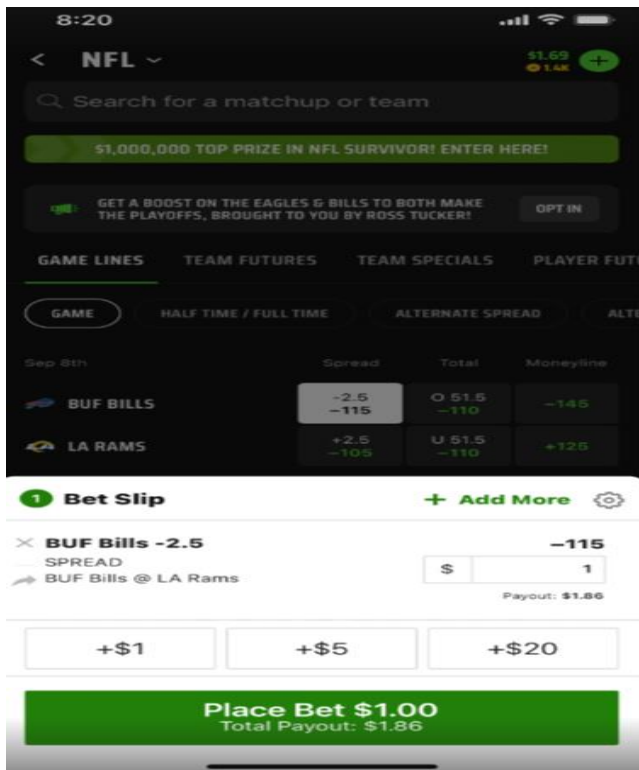 8:20
NFL
$1.69
1.4K
Search for a matchup or team
$1,000,000 TOP PRIZE IN NFL SURVIVOR! ENTER HERE!
GET A BOOST ON THE EAGLES & BILLS TO BOTH MAKE
THE PLAYOFFS, BROUGHT TO YOU BY ROSS TUCKER!
OPT IN
GAME LINES TEAM FUTURES TEAM SPECIALS PLAYER FUT
GAME HALF TIME / FULL TIME ALTERNATE SPREAD ALTE
Sep 8th Spread Total Moneyline
BUF BILLS -2.5 -115 O 51.5 -110 -145
LA RAMS +2.5 -105 U 51.5 -110 +125
1 Bet Slip + Add More
BUF Bills -2.5 -115
SPREAD
BUF Bills @ LA Rams
$ 1
Payout: $1.86
+$1 +$5 +$20
Place Bet $1.00
Total Payout: $1.86